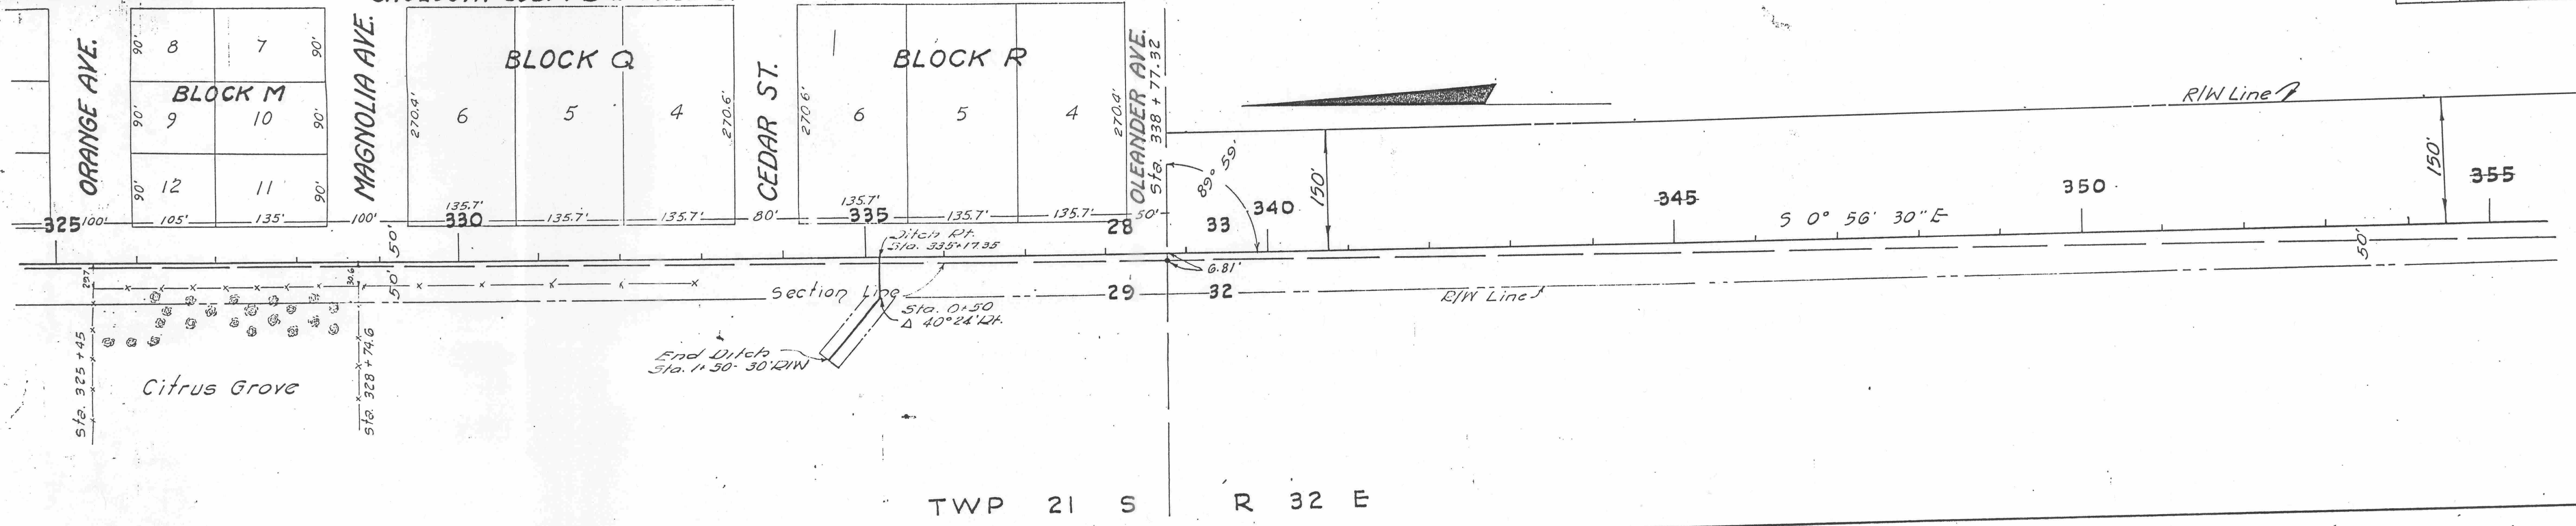 ORANGE AVE.
90'
8
7
90'
BLOCK M
90'
9
10
90'
90'
12
11
90'
MAGNOLIA AVE.
BLOCK Q
270.4'
6
5
4
270.6'
CEDAR ST.
BLOCK R
270.6'
6
5
4
270.4'
OLEANDER AVE.
Sta. 338 + 77.32
R/W Line
89° 59'
150'
150'
325
100'
105'
135'
100'
135.7'
330
135.7'
135.7'
80'
135.7'
335
135.7'
135.7'
50'
28
33
340
345
350
355
S 0° 56' 30" E
Ditch Rt.
Sta. 335+17.35
50'
50'
50'
6.81'
Section Line
29
32
R/W Line
Sta. 0+50
Δ 40°24' Rt.
End Ditch
Sta. 1+50- 30' R/W
Sta. 325 +45
Sta. 328 +74.6
Citrus Grove
TWP 21 S R 32 E